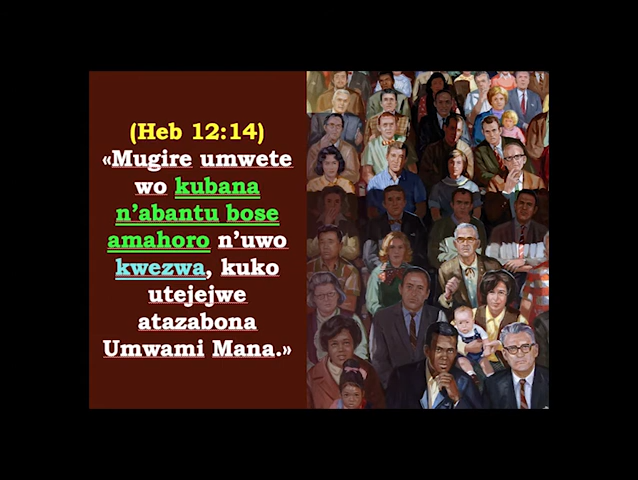 (Heb 12:14)
«Mugire umwete
wo kubana
n’abantu bose
amahoro n’uwo
kwezwa, kuko
utejejwe
atazabona
Umwami Mana.»